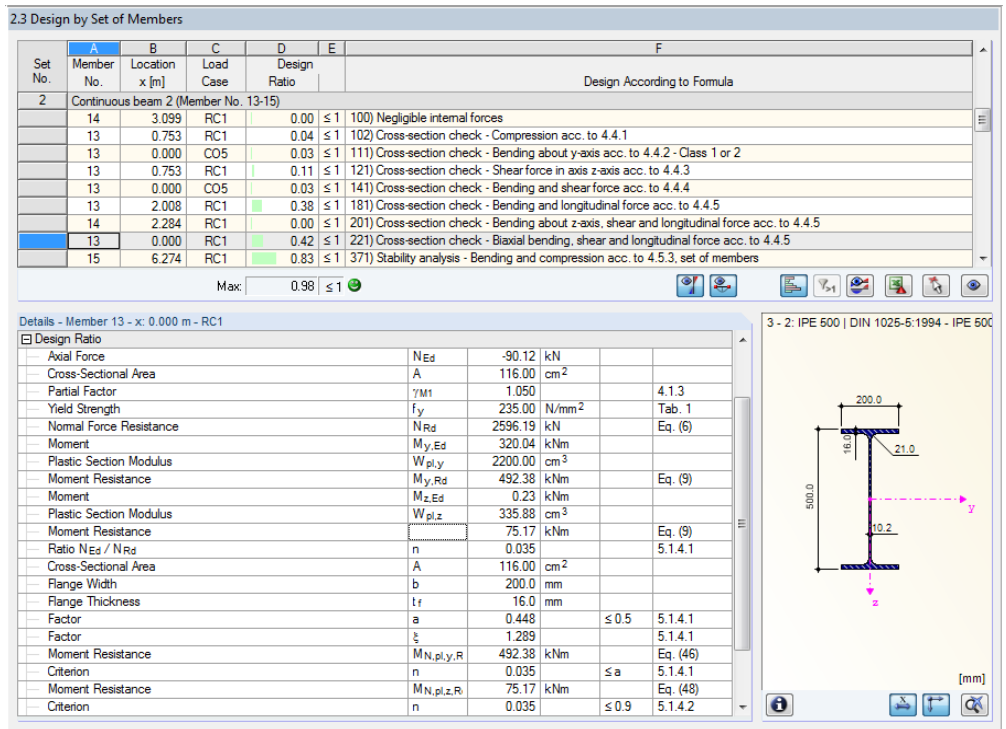 2.3 Design by Set of Members
A B C D E F
Set Member Location Load Design
No. No. x [m] Case Ratio Design According to Formula
2 Continuous beam 2 (Member No. 13-15)
14 3.099 RC1 0.00 ≤ 1 100) Negligible internal forces
13 0.753 RC1 0.04 ≤ 1 102) Cross-section check - Compression acc. to 4.4.1
13 0.000 CO5 0.03 ≤ 1 111) Cross-section check - Bending about y-axis acc. to 4.4.2 - Class 1 or 2
13 0.753 RC1 0.11 ≤ 1 121) Cross-section check - Shear force in axis z-axis acc. to 4.4.3
13 0.000 CO5 0.03 ≤ 1 141) Cross-section check - Bending and shear force acc. to 4.4.4
13 2.008 RC1 0.38 ≤ 1 181) Cross-section check - Bending and longitudinal force acc. to 4.4.5
14 2.284 RC1 0.00 ≤ 1 201) Cross-section check - Bending about z-axis, shear and longitudinal force acc. to 4.4.5
13 0.000 RC1 0.42 ≤ 1 221) Cross-section check - Biaxial bending, shear and longitudinal force acc. to 4.4.5
15 6.274 RC1 0.83 ≤ 1 371) Stability analysis - Bending and compression acc. to 4.5.3, set of members
Max: 0.98 ≤ 1
>1
Details - Member 13 - x: 0.000 m - RC1
Design Ratio
Axial Force NEd -90.12 kN
Cross-Sectional Area A 116.00 cm2
Partial Factor γM1 1.050 4.1.3
Yield Strength fy 235.00 N/mm2 Tab. 1
Normal Force Resistance NRd 2596.19 kN Eq. (6)
Moment My,Ed 320.04 kNm
Plastic Section Modulus Wpl,y 2200.00 cm3
Moment Resistance My,Rd 492.38 kNm Eq. (9)
Moment Mz,Ed 0.23 kNm
Plastic Section Modulus Wpl,z 335.88 cm3
Moment Resistance 75.17 kNm Eq. (9)
Ratio NEd / NRd n 0.035 5.1.4.1
Cross-Sectional Area A 116.00 cm2
Flange Width b 200.0 mm
Flange Thickness tf 16.0 mm
Factor a 0.448 ≤ 0.5 5.1.4.1
Factor ξ 1.289 5.1.4.1
Moment Resistance MN,pl,y,R 492.38 kNm Eq. (46)
Criterion n 0.035 ≤ a 5.1.4.1
Moment Resistance MN,pl,z,R 75.17 kNm Eq. (48)
Criterion n 0.035 ≤ 0.9 5.1.4.2
3 - 2: IPE 500 | DIN 1025-5:1994 - IPE 500
200.0
16.0
21.0
500.0
y
10.2
z
[mm]
x